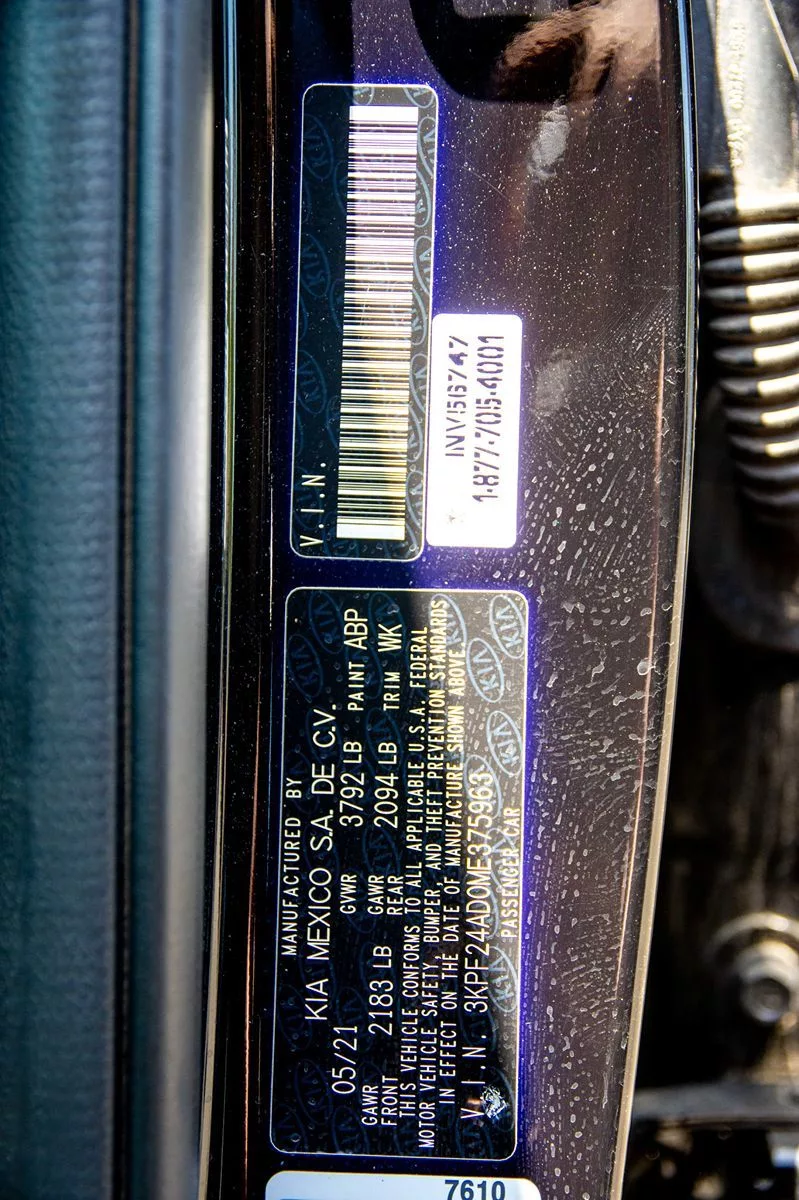 V.I.N.
INV56747
1-877-705-4001
MANUFACTURED BY
KIA MEXICO S.A. DE C.V.
05/21 GVWR 3792 LB PAINT ABP
GAWR FRONT 2183 LB GAWR REAR 2094 LB TRIM WK
THIS VEHICLE CONFORMS TO ALL APPLICABLE U.S.A. FEDERAL
MOTOR VEHICLE SAFETY, BUMPER, AND THEFT PREVENTION STANDARDS
IN EFFECT ON THE DATE OF MANUFACTURE SHOWN ABOVE.
V.I.N. 3KPF24AD0ME375963
PASSENGER CAR
7610